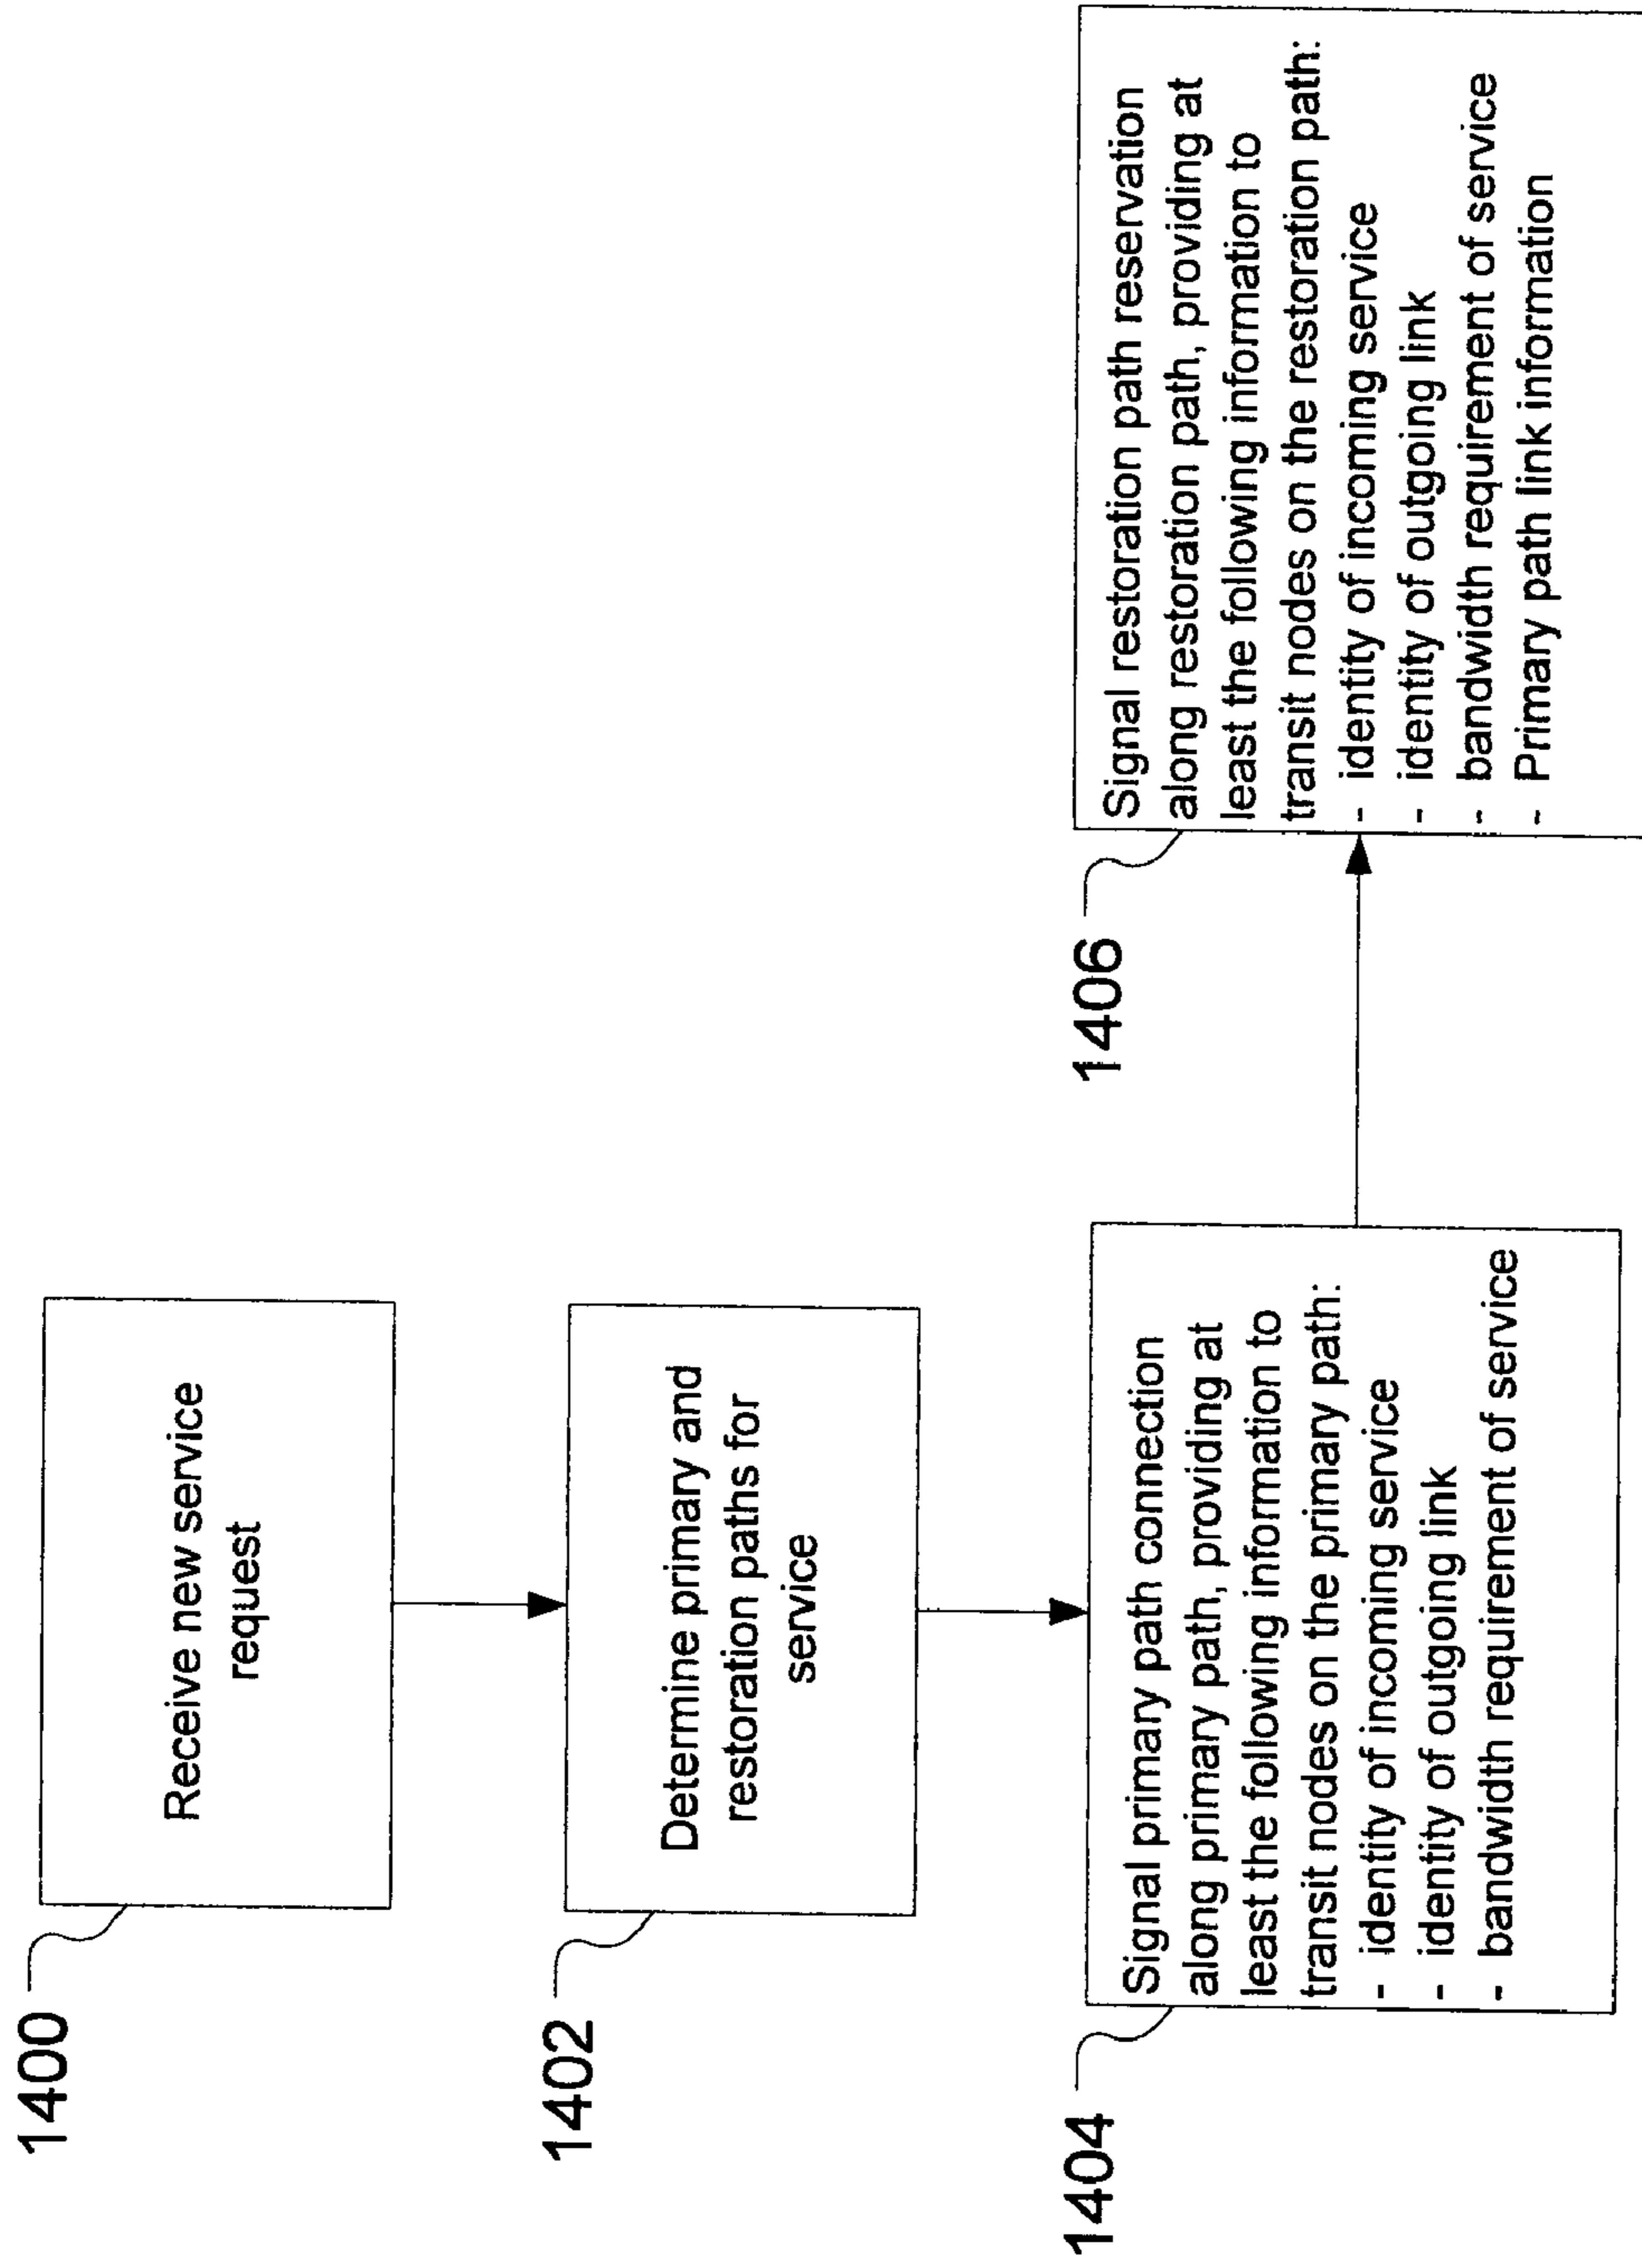 1400
Receive new service
request
1402
Determine primary and
restoration paths for
service
1404
Signal primary path connection
along primary path, providing at
least the following information to
transit nodes on the primary path:
- identity of incoming service
- identity of outgoing link
- bandwidth requirement of service
1406
Signal restoration path reservation
along restoration path, providing at
least the following information to
transit nodes on the restoration path:
- identity of incoming service
- identity of outgoing link
- bandwidth requirement of service
- Primary path link information